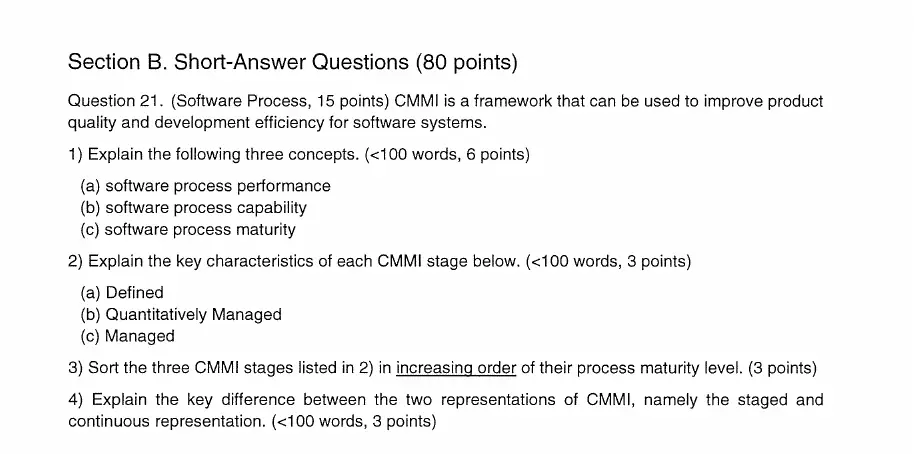 Section B. Short-Answer Questions (80 points)
Question 21. (Software Process, 15 points) CMMI is a framework that can be used to improve product
quality and development efficiency for software systems.
1) Explain the following three concepts. (<100 words, 6 points)
(a) software process performance
(b) software process capability
(c) software process maturity
2) Explain the key characteristics of each CMMI stage below. (<100 words, 3 points)
(a) Defined
(b) Quantitatively Managed
(c) Managed
3) Sort the three CMMI stages listed in 2) in increasing order of their process maturity level. (3 points)
4) Explain the key difference between the two representations of CMMI, namely the staged and
continuous representation. (<100 words, 3 points)